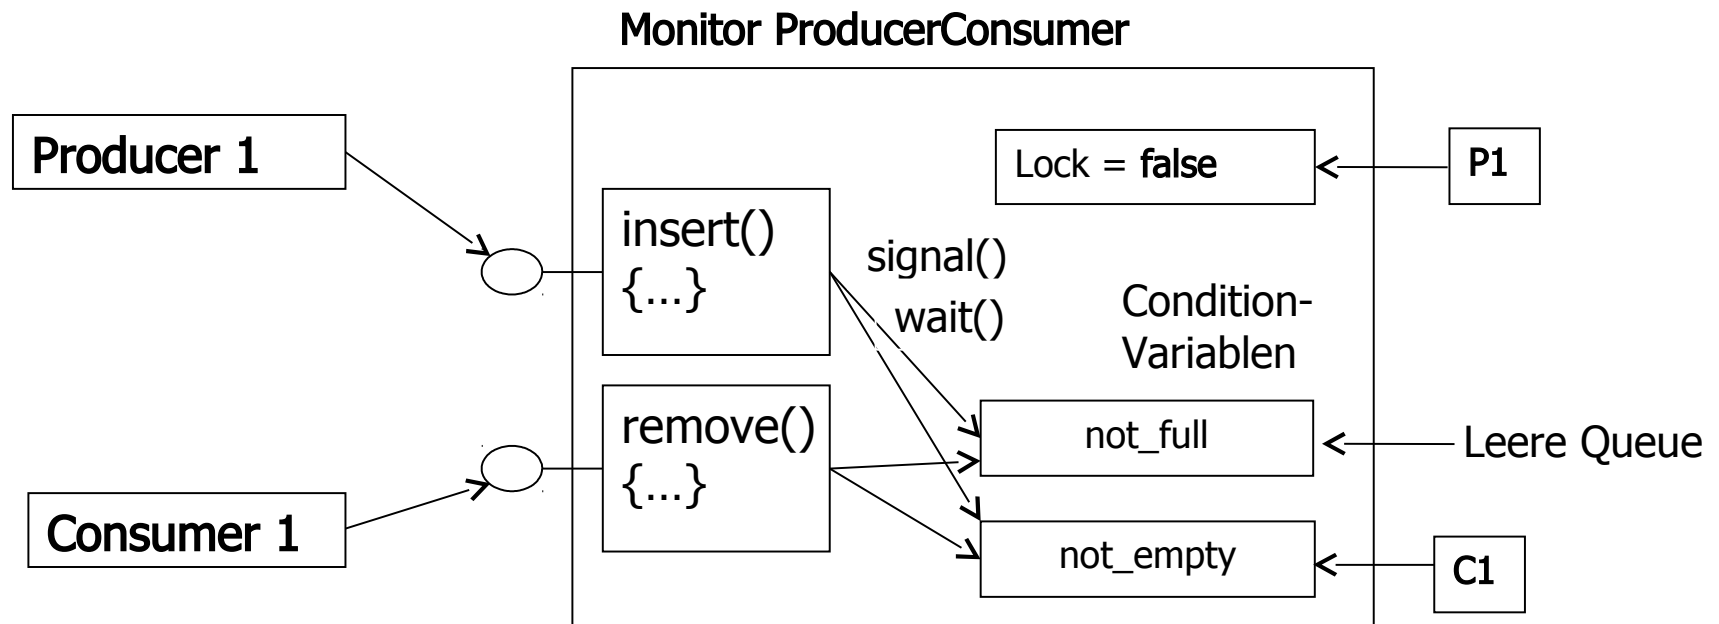 Monitor ProducerConsumer
Producer 1
Lock = false
P1
insert()
{...}
signal()
wait()
Condition-
Variablen
remove()
{...}
not_full
Leere Queue
Consumer 1
not_empty
C1